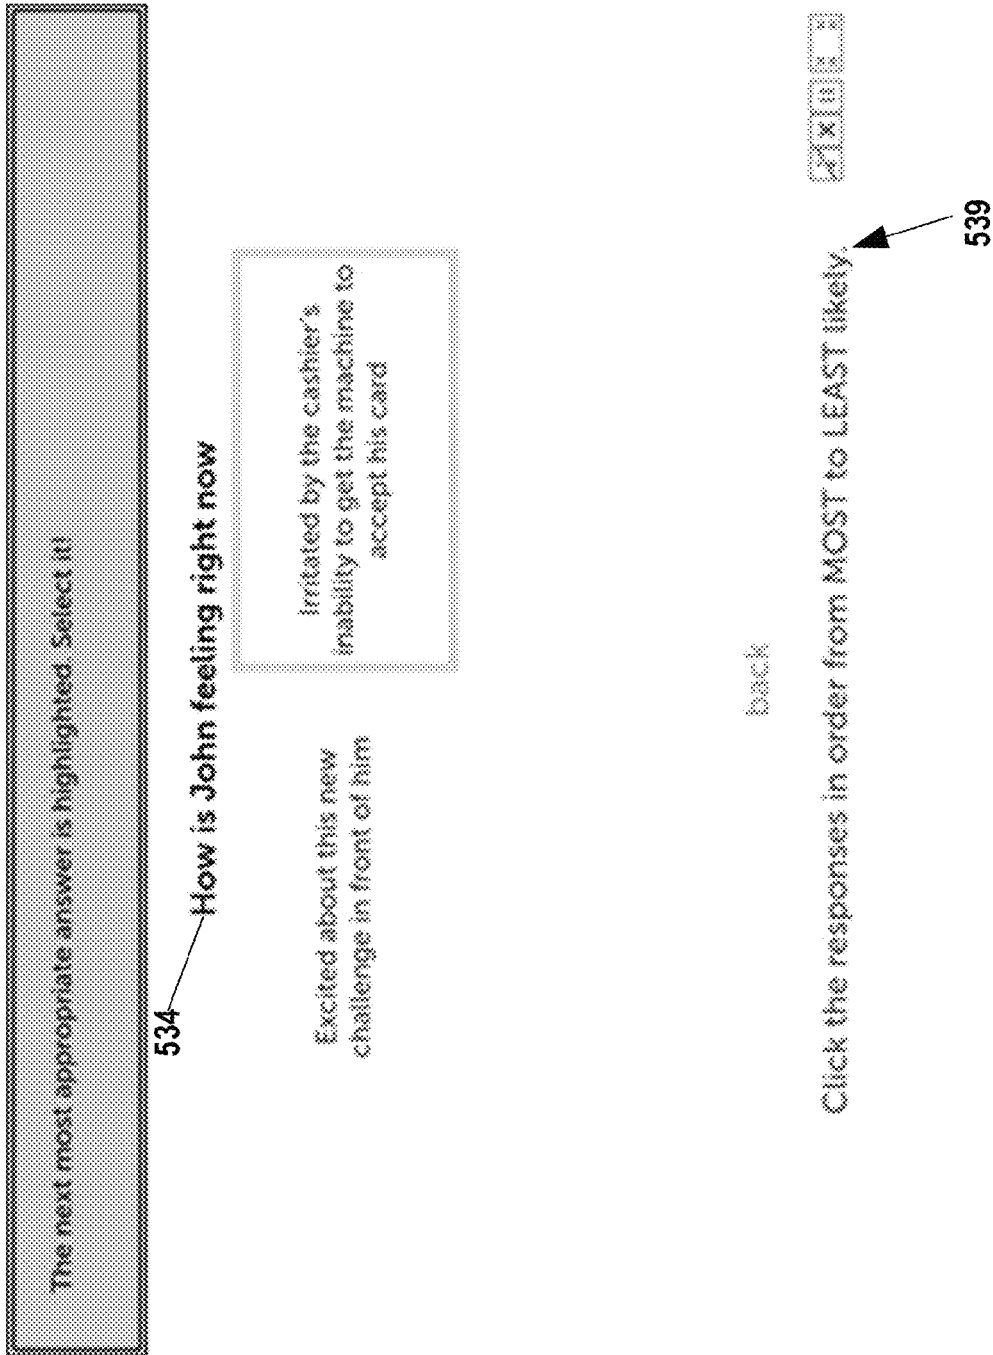 The next most appropriate answer is highlighted Select it!
534
How is John feeling right now
Excited about this new
challenge in front of him
Irritated by the cashier's
inability to get the machine to
accept his card
back
Click the responses in order from MOST to LEAST likely.
539